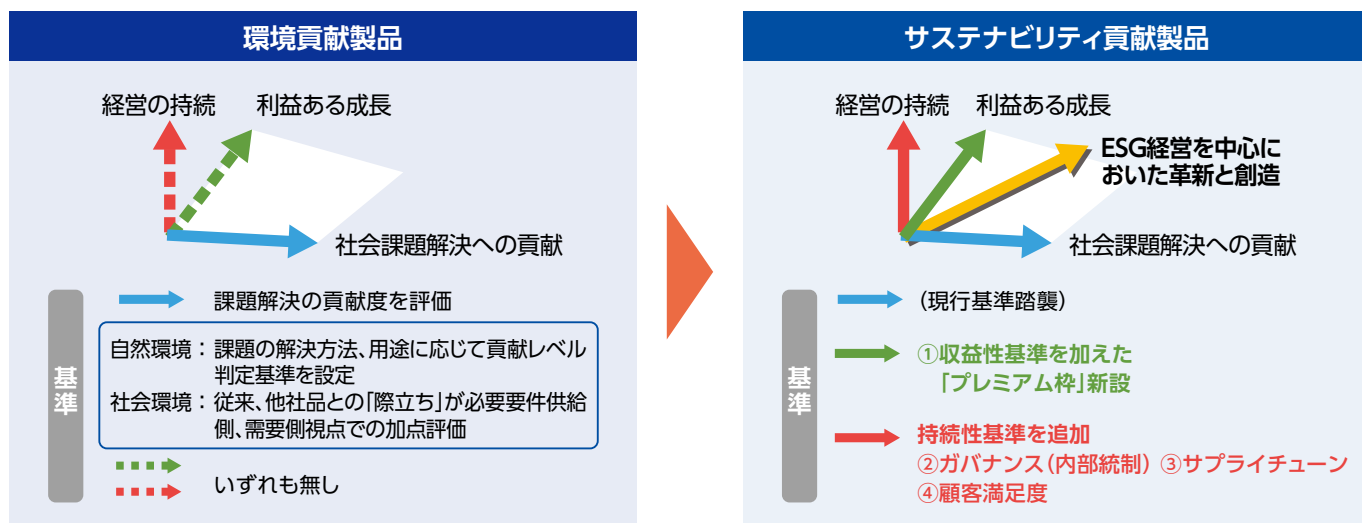 環境貢献製品
経営の持続
利益ある成長
社会課題解決への貢献
基準
課題解決の貢献度を評価
自然環境：課題の解決方法、用途に応じて貢献レベル
判定基準を設定
社会環境：従来、他社品との「際立ち」が必要要件供給
側、需要側視点での加点評価
いずれも無し
サステナビリティ貢献製品
経営の持続
利益ある成長
ESG経営を中心に
おいた革新と創造
社会課題解決への貢献
基準
（現行基準踏襲）
①収益性基準を加えた
「プレミアム枠」新設
持続性基準を追加
②ガバナンス（内部統制） ③サプライチューン
④顧客満足度